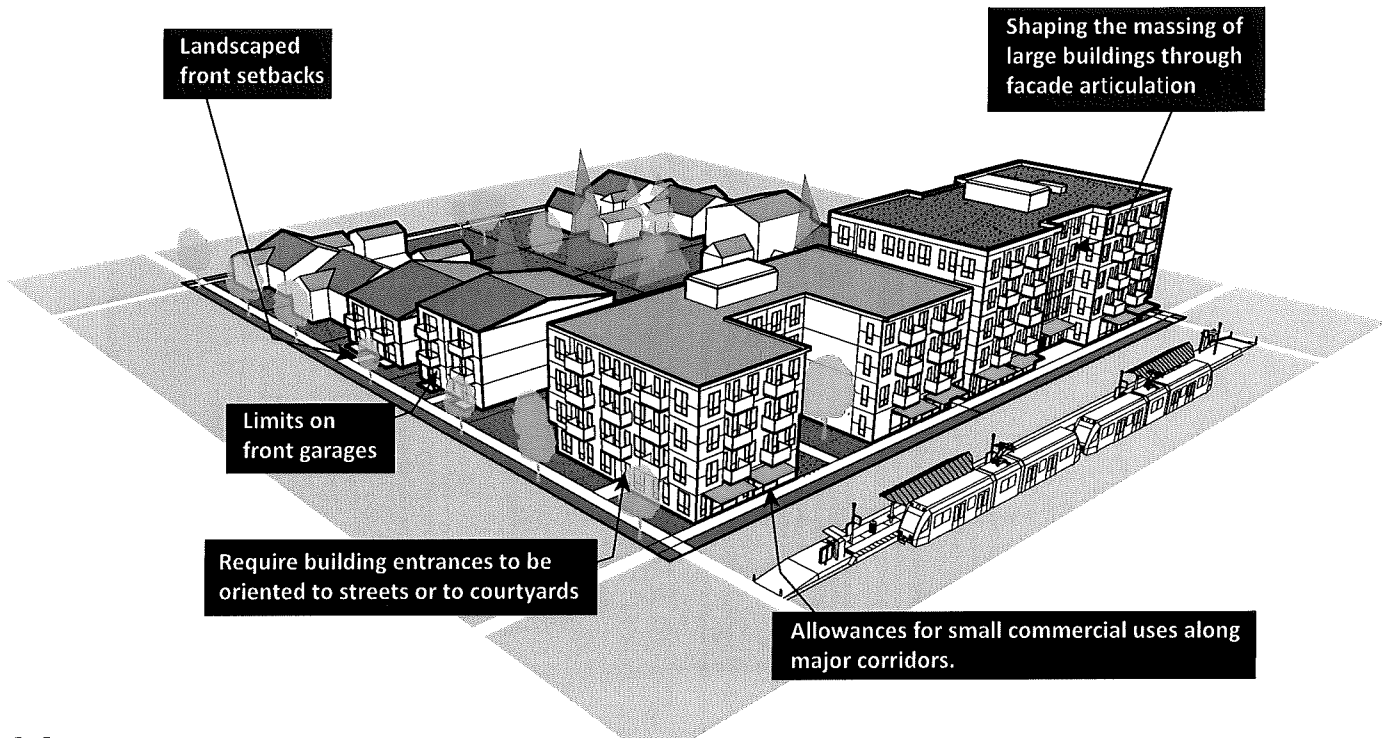 Landscaped
front setbacks
Shaping the massing of
large buildings through
facade articulation
Limits on
front garages
Require building entrances to be
oriented to streets or to courtyards
Allowances for small commercial uses along
major corridors.